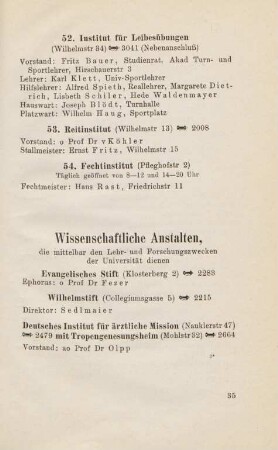 52. Institut für Leibesübungen
(Wilhelmstr 94) 3041 (Nebenanschluß)
Vorstand: Fritz Bauer, Studienrat, Akad Turn- und
Sportlehrer, Hirschauerstr 3
Lehrer: Karl Klett, Univ-Sportlehrer
Hilfslehrer: Alfred Spieth, Reallehrer, Margarete Diet-
rich, Lisbeth Schiler, Hede Waldenmayer
Hauswart: Joseph Blödt, Turnhalle
Platzwart: Wilhelm Haug, Sportplatz
53. Reitinstitut (Wilhelmstr 13) 2008
Vorstand: o Prof Dr v Köhler
Stallmeister: Ernst Fritz, Wilhelmstr 15
54. Fechtinstitut (Pfleghofstr 2)
Täglich geöffnet von 8—12 und 14—20 Uhr
Fechtmeister: Hans Rast, Friedrichstr 11
Wissenschaftliche Anstalten,
die mittelbar den Lehr- und Forschungszwecken
der Universität dienen
Evangelisches Stift (Klosterberg 2) 2283
Ephorus: o Prof Dr Fezer
Wilhelmstift (Collegiumsgasse 5) 2215
Direktor: Sedlmaier
Deutsches Institut für ärztliche Mission (Nauklerstr 47)
2479 mit Tropengenesungsheim (Mohlstr 92) 2664
Vorstand: ao Prof Dr Olpp
35